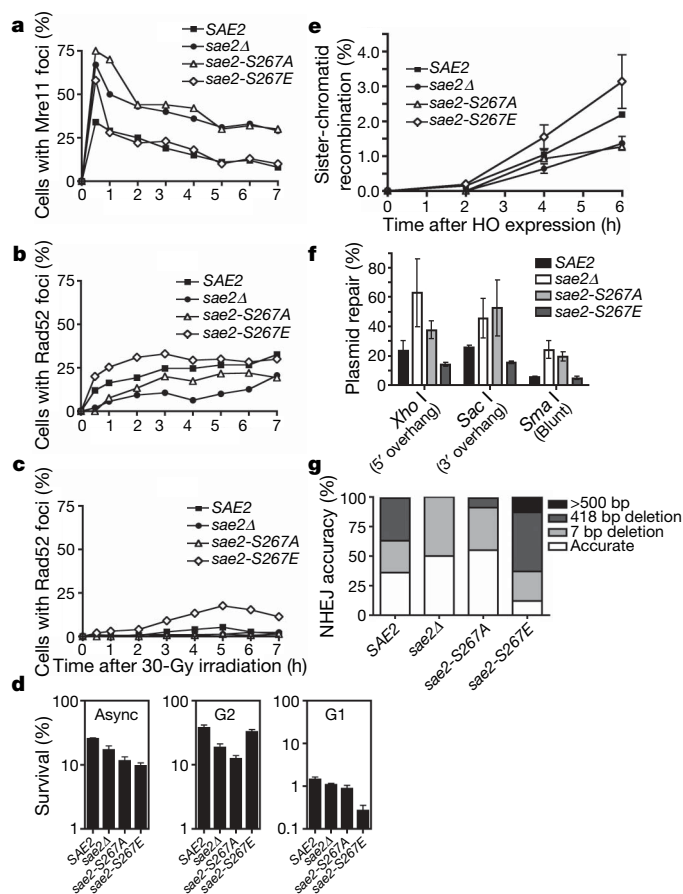 a
Cells with Mre11 foci (%)
75
50
25
0
0 1 2 3 4 5 6 7
SAE2
sae2Δ
sae2-S267A
sae2-S267E
b
Cells with Rad52 foci (%)
75
50
25
0
0 1 2 3 4 5 6 7
SAE2
sae2Δ
sae2-S267A
sae2-S267E
c
Cells with Rad52 foci (%)
75
50
25
0
0 1 2 3 4 5 6 7
SAE2
sae2Δ
sae2-S267A
sae2-S267E
Time after 30-Gy irradiation (h)
d
Survival (%)
100
10
1
Async
SAE2
sae2Δ
sae2-S267A
sae2-S267E
100
10
1
G2
SAE2
sae2Δ
sae2-S267A
sae2-S267E
100
10
1
0.1
G1
SAE2
sae2Δ
sae2-S267A
sae2-S267E
e
Sister-chromatid
recombination (%)
4.0
3.0
2.0
1.0
0.0
0 1 2 3 4 5 6
SAE2
sae2Δ
sae2-S267A
sae2-S267E
Time after HO expression (h)
f
Plasmid repair (%)
80
60
40
20
0
SAE2
sae2Δ
sae2-S267A
sae2-S267E
Xho I
(5′ overhang)
Sac I
(3′ overhang)
Sma I
(Blunt)
g
NHEJ accuracy (%)
100
75
50
25
0
>500 bp
418 bp deletion
7 bp deletion
Accurate
SAE2
sae2Δ
sae2-S267A
sae2-S267E